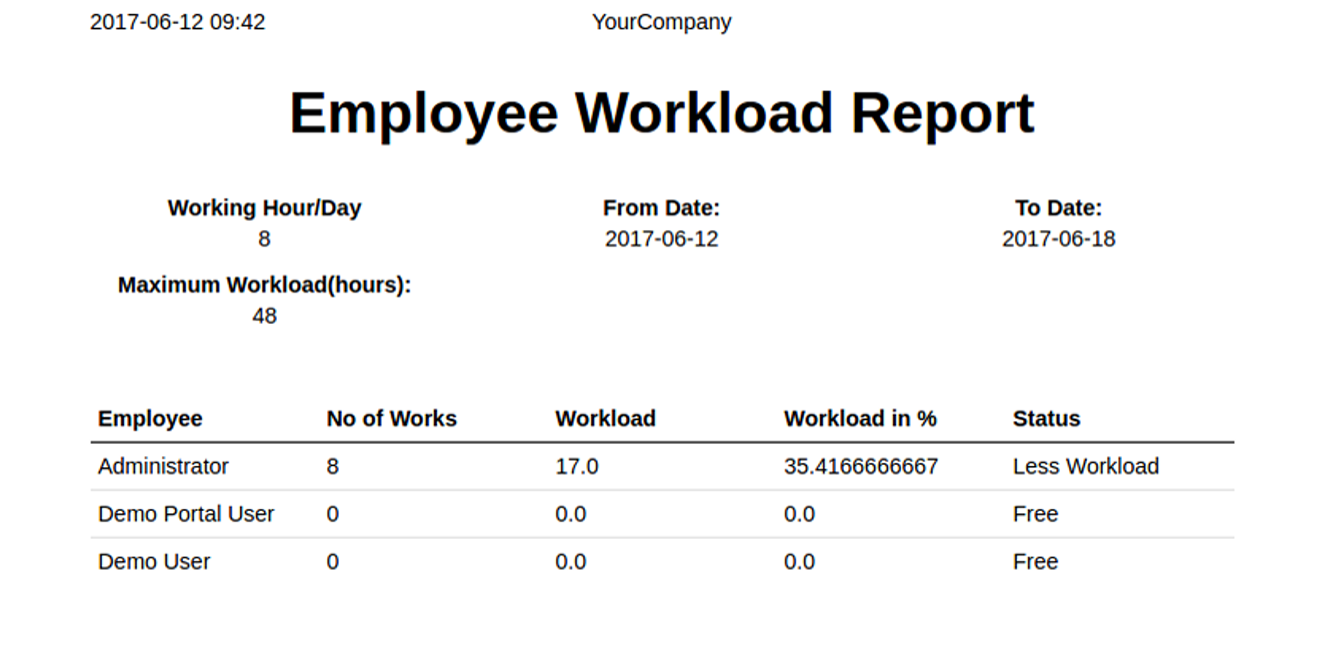 2017-06-12 09:42 YourCompany
Employee Workload Report
Working Hour/Day From Date: To Date:
8 2017-06-12 2017-06-18
Maximum Workload(hours):
48
Employee No of Works Workload Workload in % Status
Administrator 8 17.0 35.4166666667 Less Workload
Demo Portal User 0 0.0 0.0 Free
Demo User 0 0.0 0.0 Free